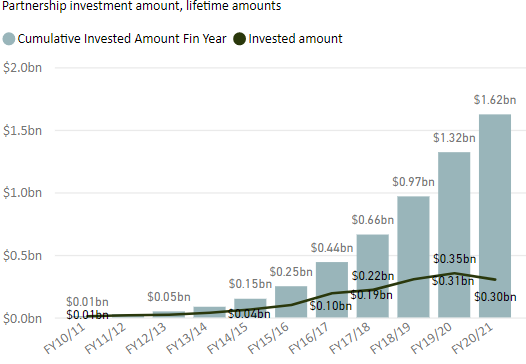 Partnership investment amount, lifetime amounts
Cumulative Invested Amount Fin Year Invested amount
$2.0bn
$1.62bn
$1.5bn
$1.32bn
$1.0bn
$0.97bn
$0.66bn
$0.5bn
$0.44bn
$0.35bn
$0.25bn
$0.22bn
$0.31bn
$0.15bn
$0.05bn
$0.19bn
$0.30bn
$0.01bn
$0.10bn
$0.01bn
$0.04bn
$0.0bn
FY10/11 FY11/12 FY12/13 FY13/14 FY14/15 FY15/16 FY16/17 FY17/18 FY18/19 FY19/20 FY20/21